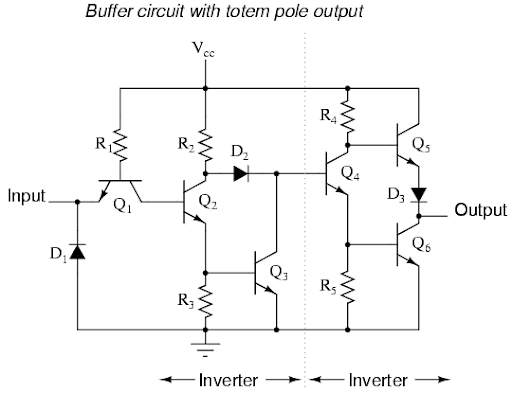 Buffer circuit with totem pole output
Vcc
R1
R2
R4
D2
Q5
Q4
Input
Q1
Q2
D3
Output
D1
Q6
Q3
R3
R5
Inverter
Inverter